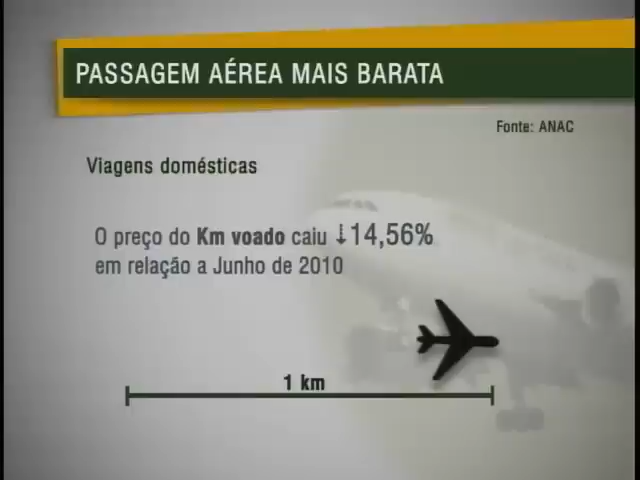 PASSAGEM AÉREA MAIS BARATA
Fonte: ANAC
Viagens domésticas
O preço do Km voado caiu ↓14,56%
em relação a Junho de 2010
1 km